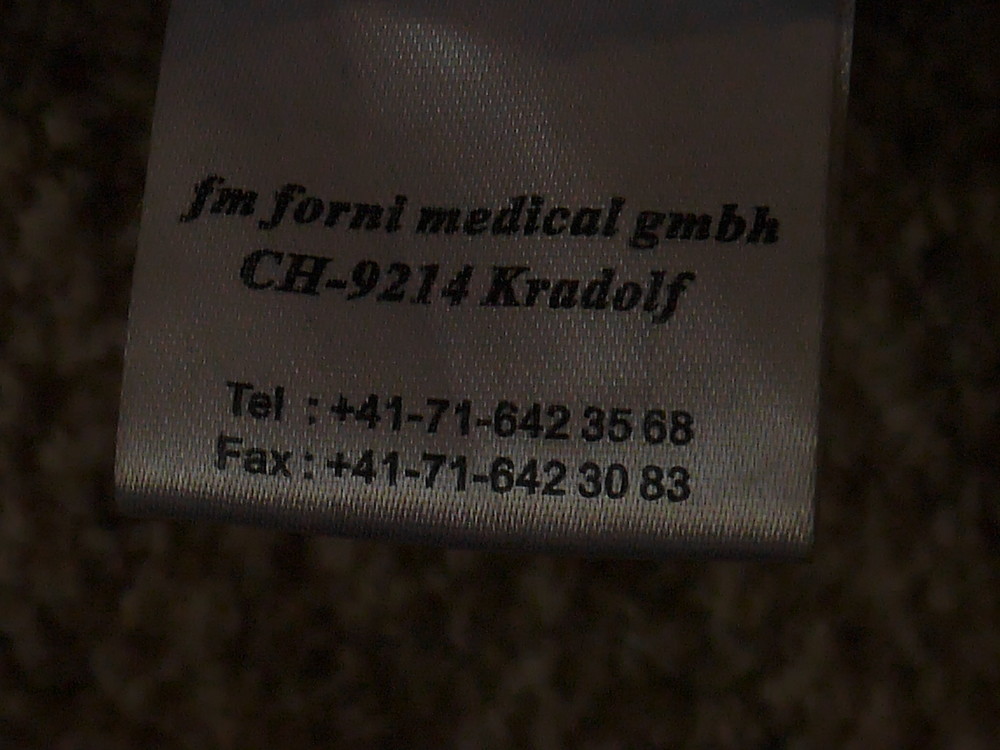 fm forni medical gmbh
CH-9214 Kradolf
Tel : +41-71-642 35 68
Fax : +41-71-642 30 83